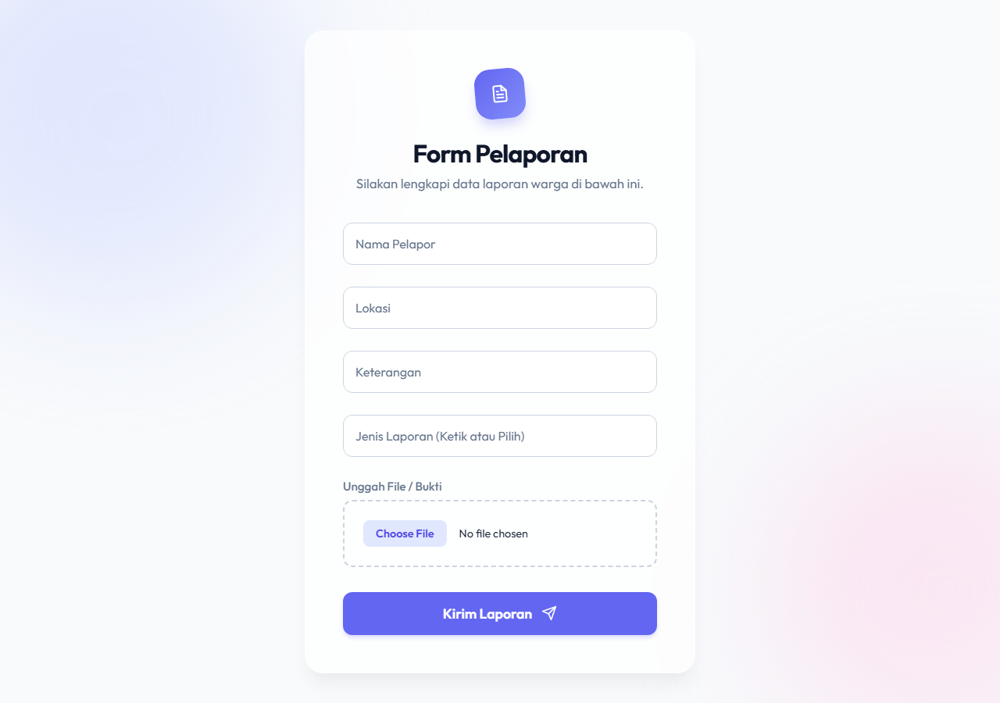 Form Pelaporan
Silakan lengkapi data laporan warga di bawah ini.
Nama Pelapor
Lokasi
Keterangan
Jenis Laporan (Ketik atau Pilih)
Unggah File / Bukti
Choose File No file chosen
Kirim Laporan